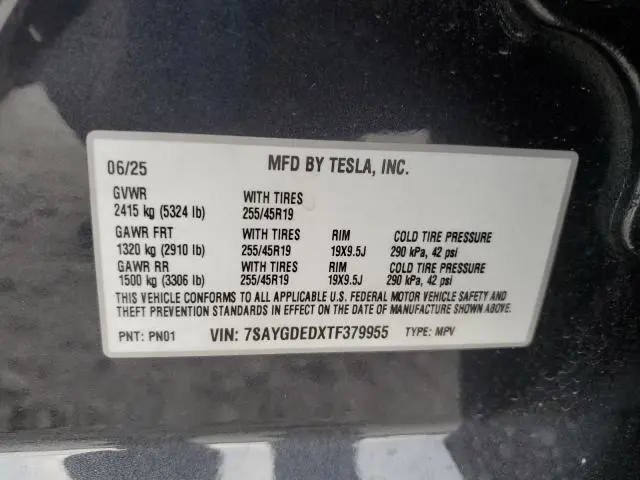 06/25 MFD BY TESLA, INC.
GVWR WITH TIRES
2415 kg (5324 lb) 255/45R19
GAWR FRT WITH TIRES RIM COLD TIRE PRESSURE
1320 kg (2910 lb) 255/45R19 19X9.5J 290 kPa, 42 psi
GAWR RR WITH TIRES RIM COLD TIRE PRESSURE
1500 kg (3306 lb) 255/45R19 19X9.5J 290 kPa, 42 psi
THIS VEHICLE CONFORMS TO ALL APPLICABLE U.S. FEDERAL MOTOR VEHICLE SAFETY AND
THEFT PREVENTION STANDARDS IN EFFECT ON THE DATE OF MANUFACTURE SHOWN ABOVE.
PNT: PN01 VIN: 7SAYGDEDXTF379955 TYPE: MPV